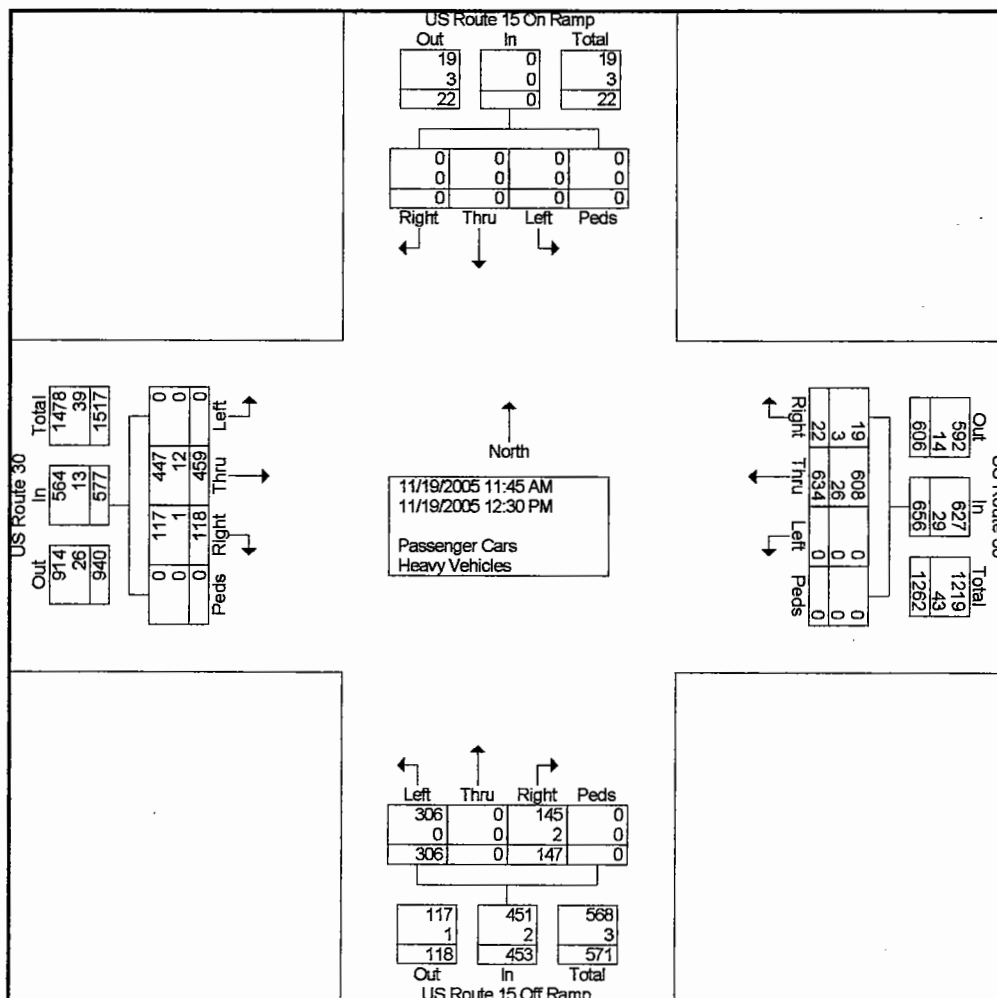 US Route 15 On Ramp
Out In Total
19 0 19
3 0 3
22 0 22
0 0 0 0
0 0 0 0
0 0 0 0
Right Thru Left Peds
US Route 30
Total In Out
1478 564 914
39 13 26
1517 577 940
0 447 117 0
0 12 1 0
0 459 118 0
Left Thru Right Peds
North
11/19/2005 11:45 AM
11/19/2005 12:30 PM
Passenger Cars
Heavy Vehicles
Right Thru Left Peds
22 634 0 0
3 26 0 0
19 608 0 0
606 656 1262
14 29 43
592 627 1219
Out In Total
US Route
Left Thru Right Peds
306 0 145 0
0 0 2 0
306 0 147 0
117 451 568
1 2 3
118 453 571
Out In Total
US Route 15 Off Ramp